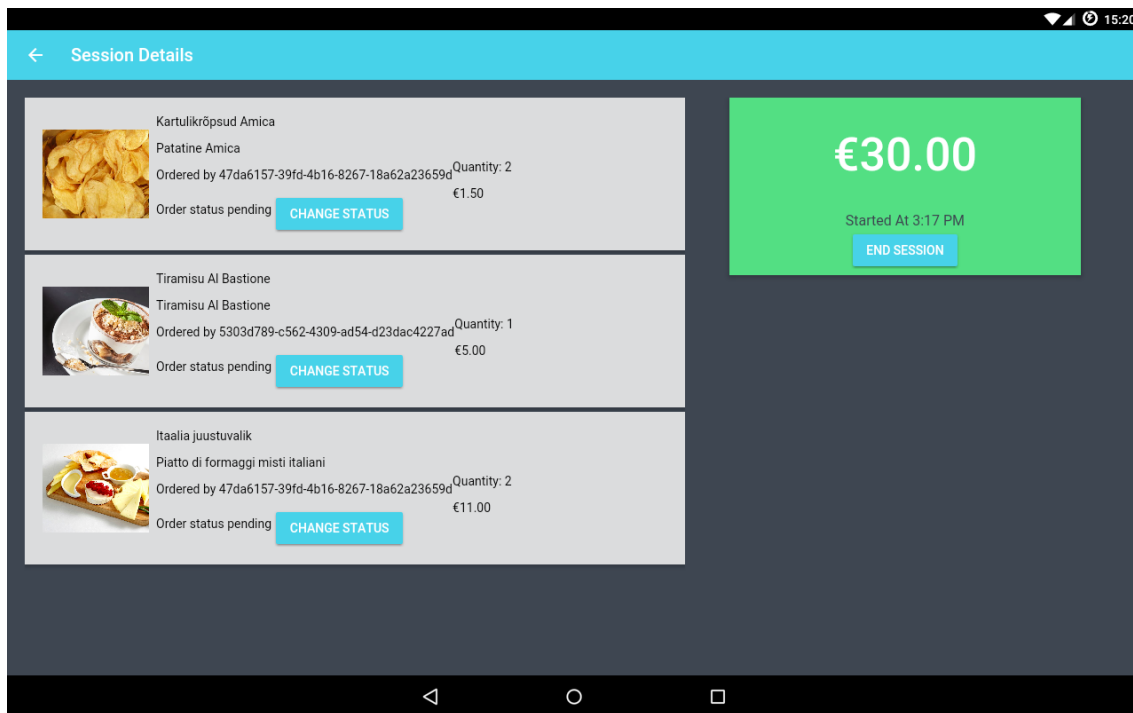 15:20
Session Details
Kartulikrõpsud Amica
Patatine Amica
Ordered by 47da6157-39fd-4b16-8267-18a62a23659d
Quantity: 2
€1.50
Order status pending
CHANGE STATUS
Tiramisu Al Bastione
Tiramisu Al Bastione
Ordered by 5303d789-c562-4309-ad54-d23dac4227ad
Quantity: 1
€5.00
Order status pending
CHANGE STATUS
Itaalia juustuvalik
Piatto di formaggi misti italiani
Ordered by 47da6157-39fd-4b16-8267-18a62a23659d
Quantity: 2
€11.00
Order status pending
CHANGE STATUS
€30.00
Started At 3:17 PM
END SESSION